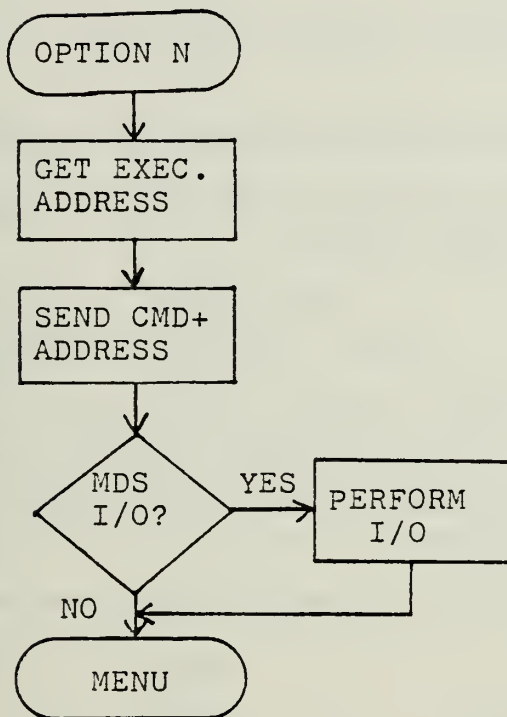 OPTION N
GET EXEC.
ADDRESS
SEND CMD+
ADDRESS
MDS
I/O?
YES
PERFORM
I/O
NO
MENU